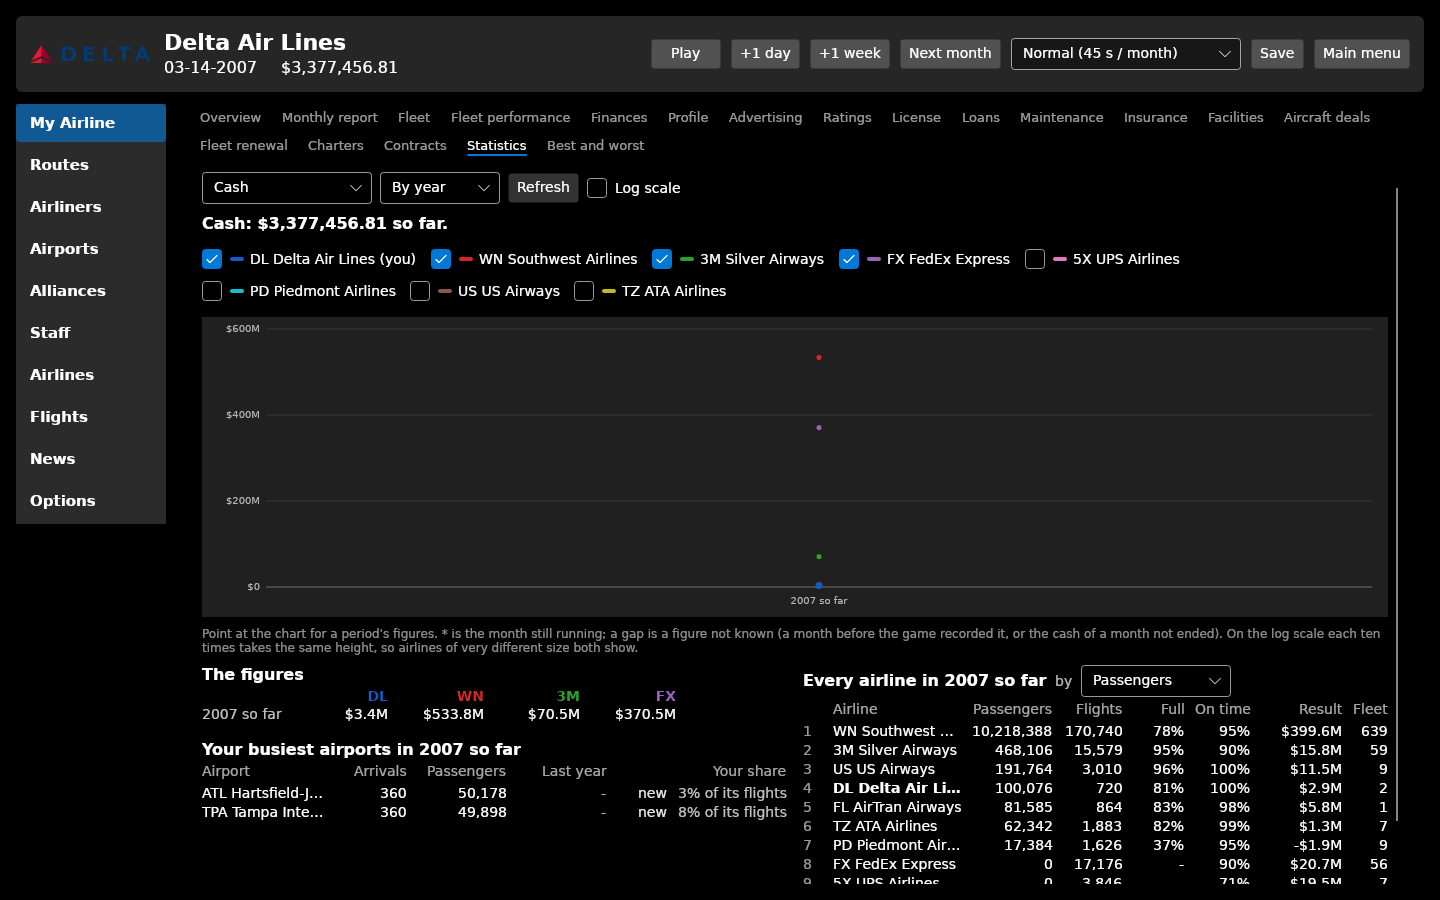 DELTA
Delta Air Lines
03-14-2007 $3,377,456.81
Play +1 day +1 week Next month Normal (45 s / month) Save Main menu
My Airline
Routes
Airliners
Airports
Alliances
Staff
Airlines
Flights
News
Options
Overview Monthly report Fleet Fleet performance Finances Profile Advertising Ratings License Loans Maintenance Insurance Facilities Aircraft deals
Fleet renewal Charters Contracts Statistics Best and worst
Cash By year Refresh Log scale
Cash: $3,377,456.81 so far.
DL Delta Air Lines (you) WN Southwest Airlines 3M Silver Airways FX FedEx Express 5X UPS Airlines
PD Piedmont Airlines US US Airways TZ ATA Airlines
$600M
$400M
$200M
$0
2007 so far
Point at the chart for a period's figures. * is the month still running; a gap is a figure not known (a month before the game recorded it, or the cash of a month not ended). On the log scale each ten
times takes the same height, so airlines of very different size both show.
The figures
DL WN 3M FX
2007 so far $3.4M $533.8M $70.5M $370.5M
Your busiest airports in 2007 so far
Airport Arrivals Passengers Last year Your share
ATL Hartsfield-J... 360 50,178 - new 3% of its flights
TPA Tampa Inte... 360 49,898 - new 8% of its flights
Every airline in 2007 so far by Passengers
Airline Passengers Flights Full On time Result Fleet
1 WN Southwest ... 10,218,388 170,740 78% 95% $399.6M 639
2 3M Silver Airways 468,106 15,579 95% 90% $15.8M 59
3 US US Airways 191,764 3,010 96% 100% $11.5M 9
4 DL Delta Air Li... 100,076 720 81% 100% $2.9M 2
5 FL AirTran Airways 81,585 864 83% 98% $5.8M 1
6 TZ ATA Airlines 62,342 1,883 82% 99% $1.3M 7
7 PD Piedmont Air... 17,384 1,626 37% 95% -$1.9M 9
8 FX FedEx Express 0 17,176 - 90% $20.7M 56
9 5X UPS Airlines 0 3,846 71% $19.5M 7